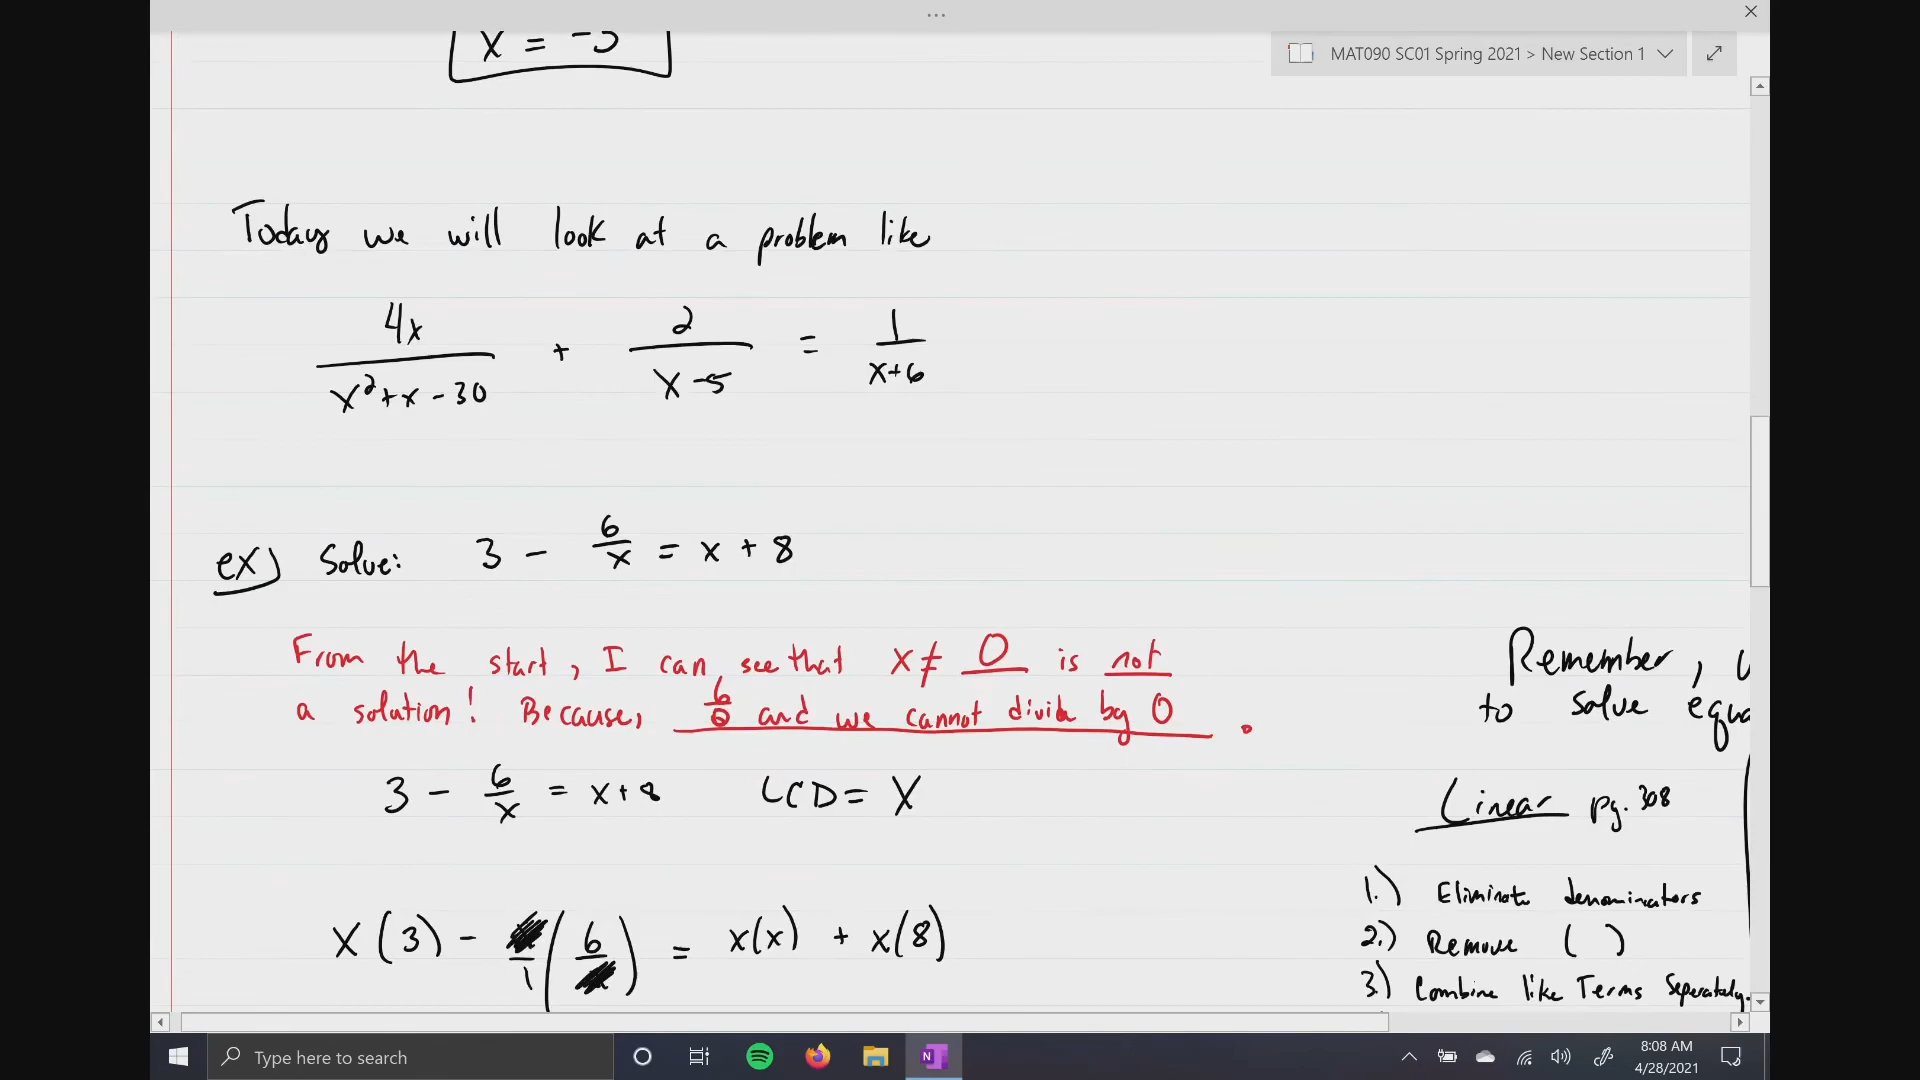 x = -5
MAT090 SC01 Spring 2021 > New Section 1
Today we will look at a problem like
4x/(x²+x-30) + 2/(x-5) = 1/(x+6)
ex) Solve: 3 - 6/x = x + 8
From the start, I can see that x ≠ 0 is not
a solution! Because, 6/0 and we cannot divide by 0 .
3 - 6/x = x+8 LCD = X
X (3) - /1 (6/ ) = x(x) + x(8)
Remember,
to solve
Linear pg. 308
1.) Eliminate denominators
2.) Remove ( )
3.) Combine like Terms Seperately.
Type here to search
8:08 AM
4/28/2021